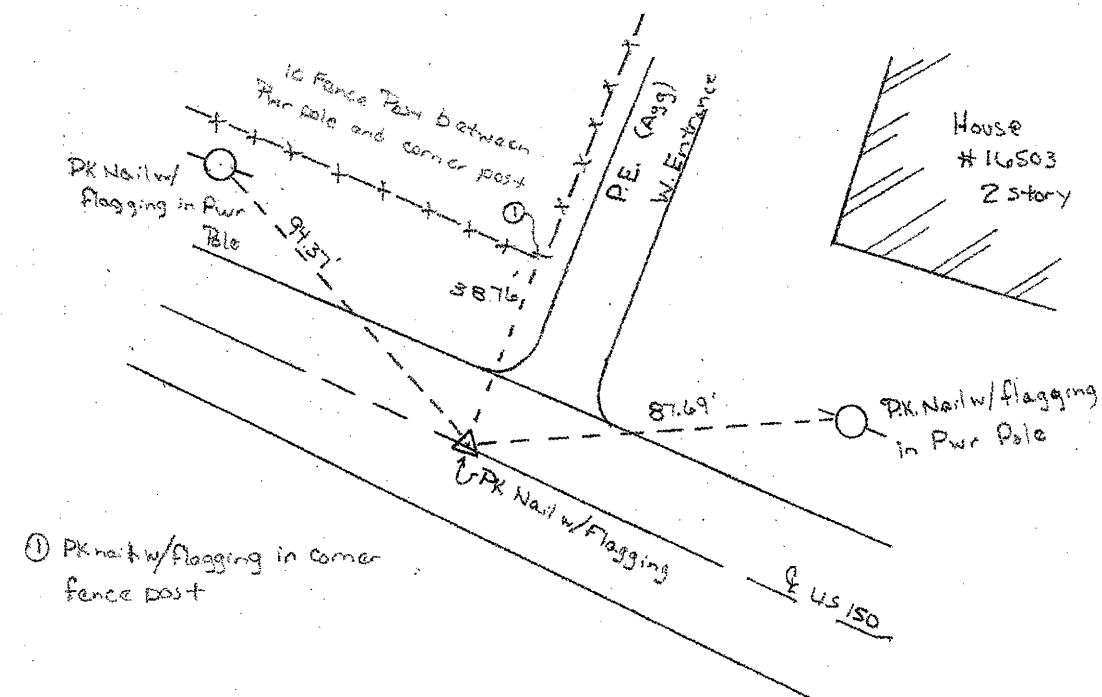 10 Fence Post between
Pwr pole and corner post
PK Nail w/
flagging in Pwr
Pole
94.37'
①
38.76'
P.E. (Agg)
W. Entrance
House
#16503
2 story
87.69'
P.K. Nail w/flagging
in Pwr Pole
PK Nail w/Flagging
℄ US 150
① PK nail w/flagging in corner
fence post